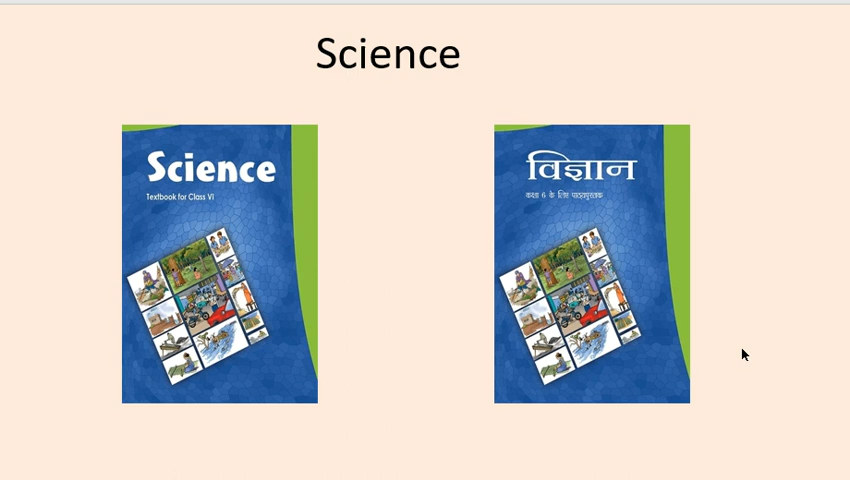 Science
Science
Textbook for Class VI
विज्ञान
कक्षा 6 के लिए पाठ्यपुस्तक